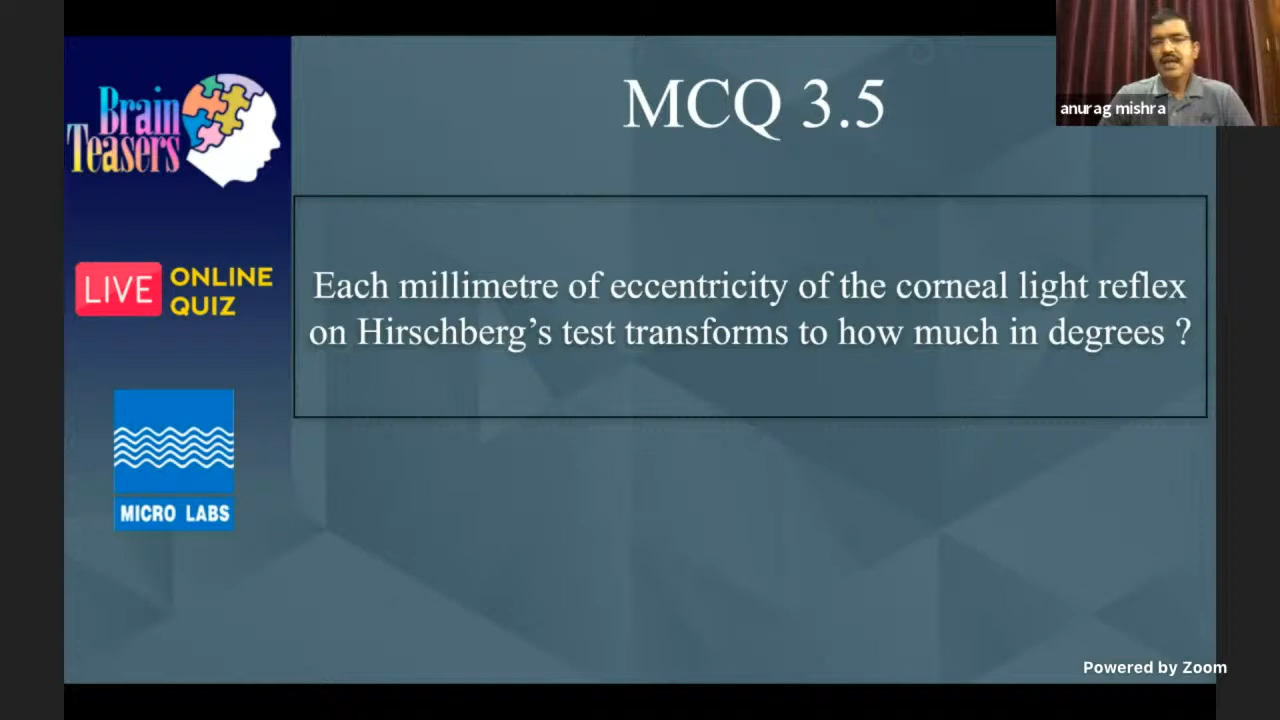 anurag mishra
Brain
Teasers
MCQ 3.5
LIVE ONLINE
QUIZ
Each millimetre of eccentricity of the corneal light reflex
on Hirschberg’s test transforms to how much in degrees ?
MICRO LABS
Powered by Zoom